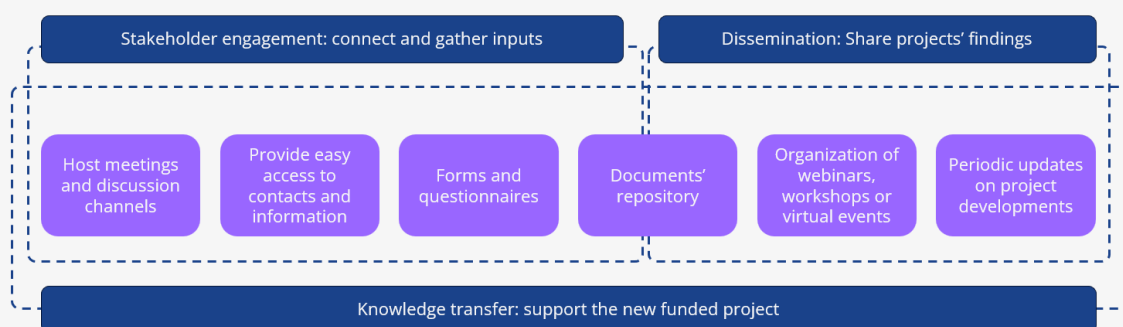 Stakeholder engagement: connect and gather inputs
Dissemination: Share projects’ findings
Host meetings
and discussion
channels
Provide easy
access to
contacts and
information
Forms and
questionnaires
Documents’
repository
Organization of
webinars,
workshops or
virtual events
Periodic updates
on project
developments
Knowledge transfer: support the new funded project